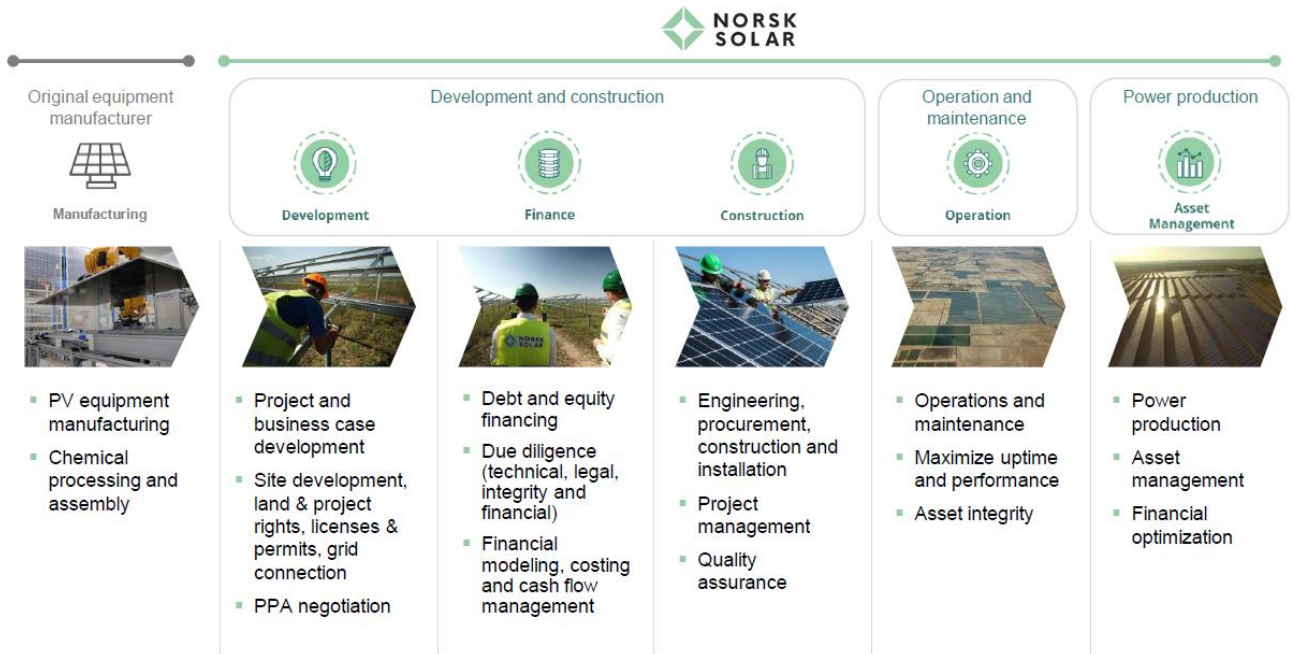 NORSK
SOLAR
Original equipment
manufacturer
Manufacturing
Development and construction
Development
Finance
Construction
Operation and
maintenance
Operation
Power production
Asset
Management
NORSK
SOLAR
▪ PV equipment
manufacturing
▪ Chemical
processing and
assembly
▪ Project and
business case
development
▪ Site development,
land & project
rights, licenses &
permits, grid
connection
▪ PPA negotiation
▪ Debt and equity
financing
▪ Due diligence
(technical, legal,
integrity and
financial)
▪ Financial
modeling, costing
and cash flow
management
▪ Engineering,
procurement,
construction and
installation
▪ Project
management
▪ Quality
assurance
▪ Operations and
maintenance
▪ Maximize uptime
and performance
▪ Asset integrity
▪ Power
production
▪ Asset
management
▪ Financial
optimization